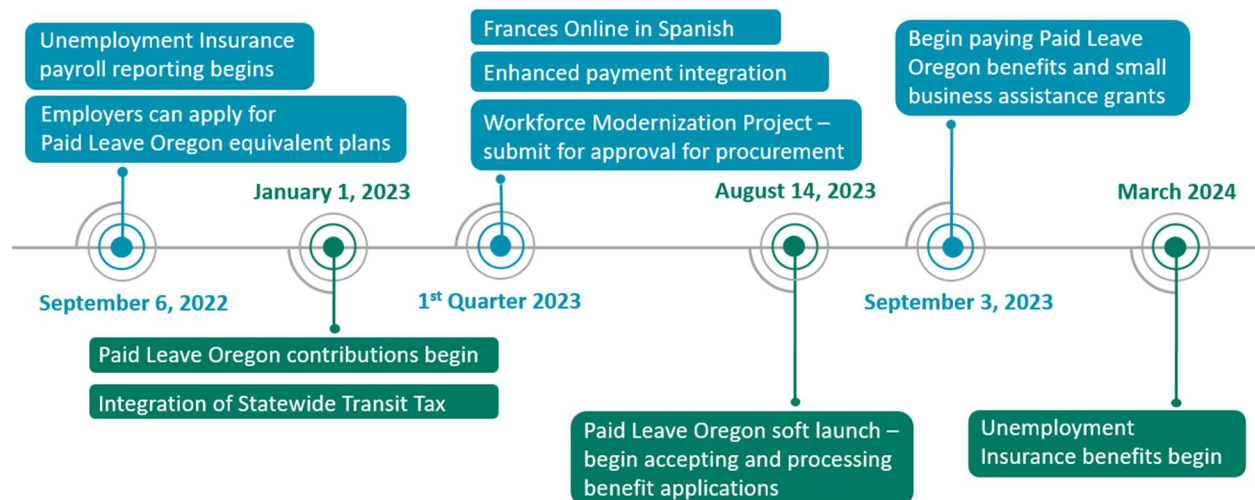 Unemployment Insurance
payroll reporting begins
Employers can apply for
Paid Leave Oregon equivalent plans
September 6, 2022
January 1, 2023
Paid Leave Oregon contributions begin
Integration of Statewide Transit Tax
Frances Online in Spanish
Enhanced payment integration
Workforce Modernization Project –
submit for approval for procurement
1st Quarter 2023
August 14, 2023
Paid Leave Oregon soft launch –
begin accepting and processing
benefit applications
Begin paying Paid Leave
Oregon benefits and small
business assistance grants
September 3, 2023
March 2024
Unemployment
Insurance benefits begin